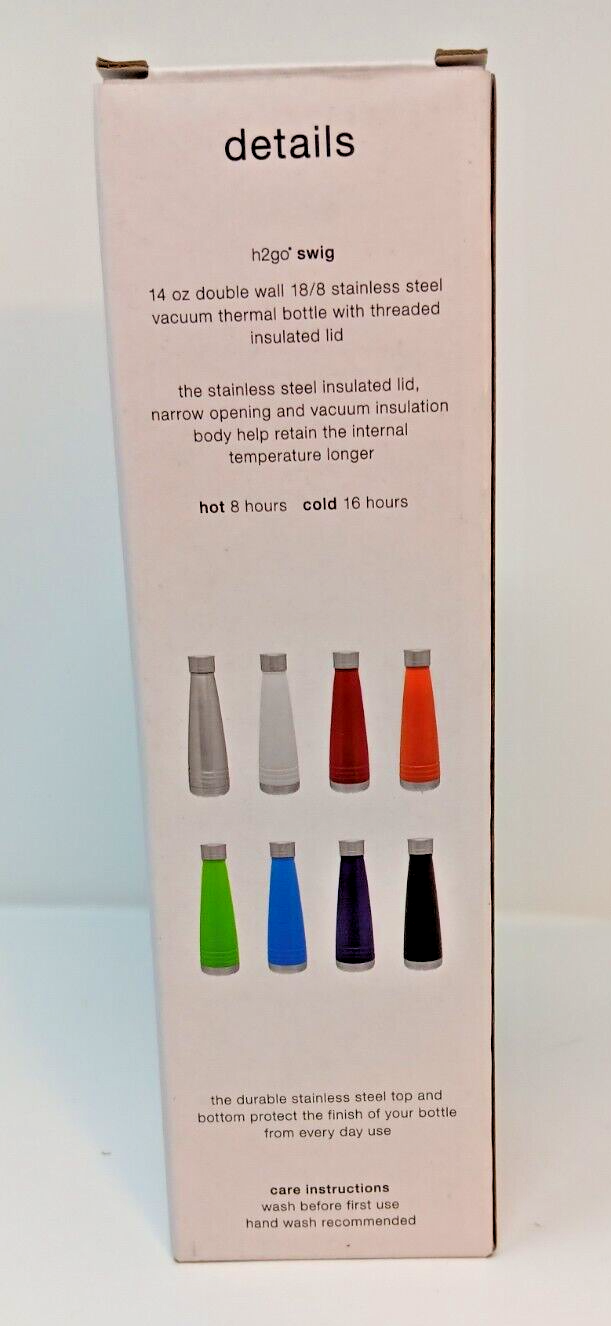 details
h2go® swig
14 oz double wall 18/8 stainless steel
vacuum thermal bottle with threaded
insulated lid
the stainless steel insulated lid,
narrow opening and vacuum insulation
body help retain the internal
temperature longer
hot 8 hours cold 16 hours
the durable stainless steel top and
bottom protect the finish of your bottle
from every day use
care instructions
wash before first use
hand wash recommended